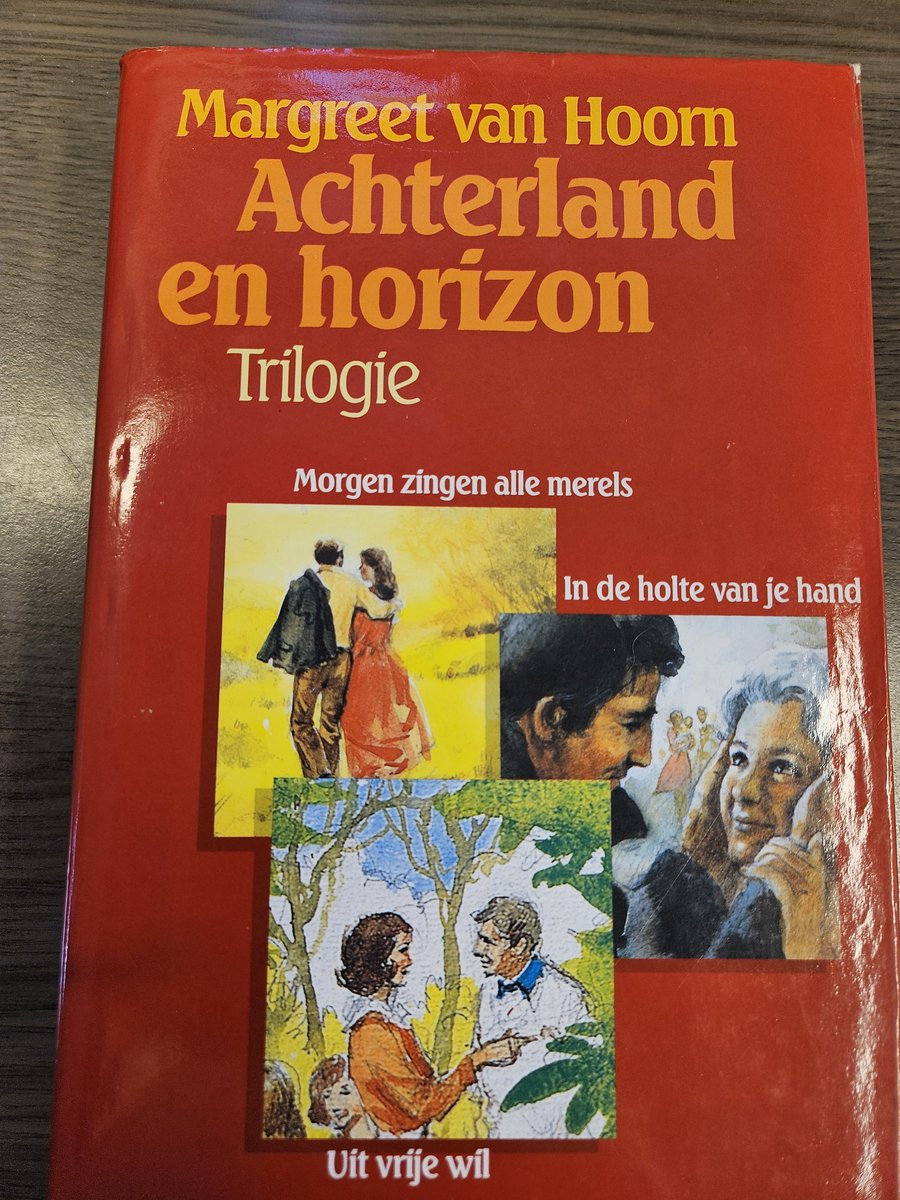 Margreet van Hoorn
Achterland
en horizon
Trilogie
Morgen zingen alle merels
In de holte van je hand
Uit vrije wil